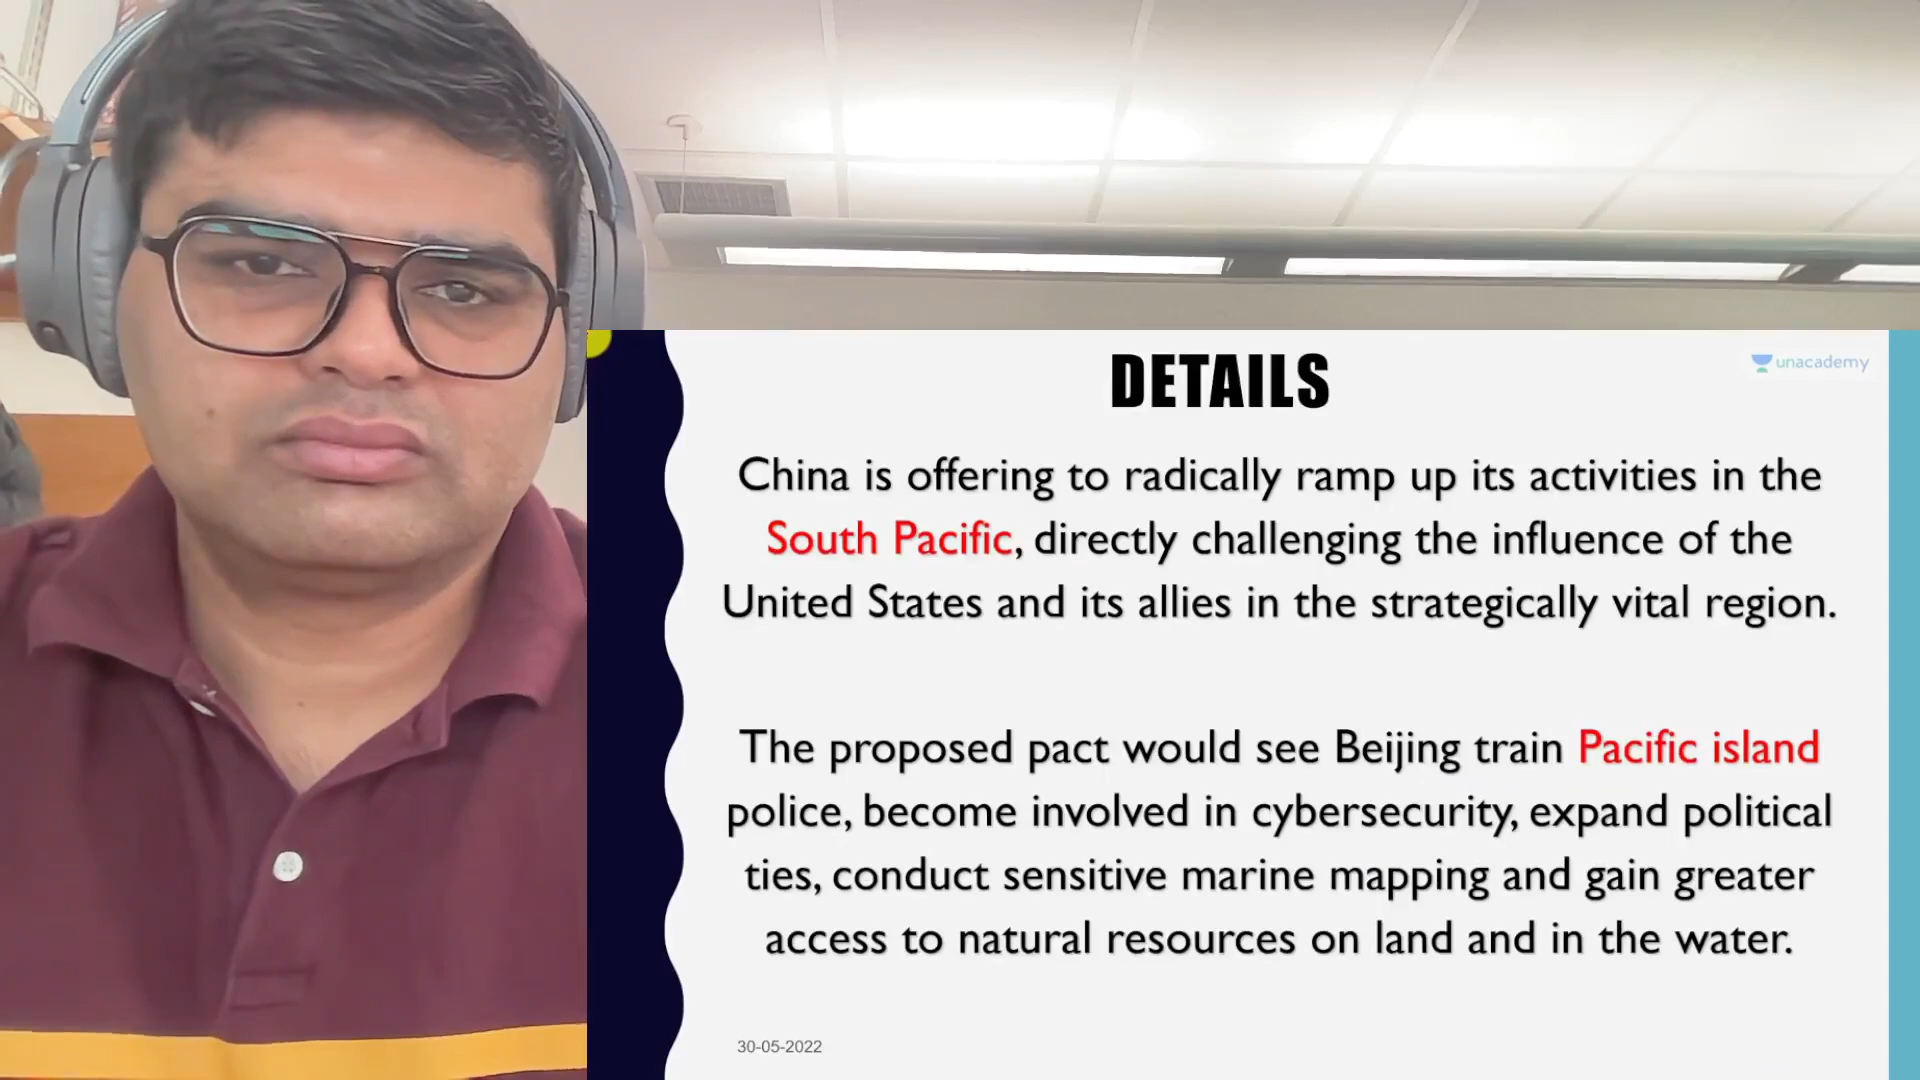 DETAILS
unacademy
China is offering to radically ramp up its activities in the
South Pacific, directly challenging the influence of the
United States and its allies in the strategically vital region.
The proposed pact would see Beijing train Pacific island
police, become involved in cybersecurity, expand political
ties, conduct sensitive marine mapping and gain greater
access to natural resources on land and in the water.
30-05-2022